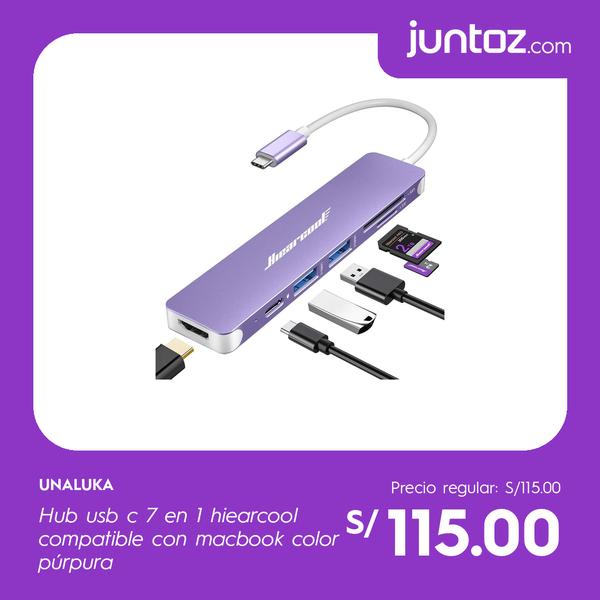 juntoz.com
Hiearcool
UNALUKA
Precio regular: S/115.00
Hub usb c 7 en 1 hiearcool
compatible con macbook color
púrpura
S/ 115.00